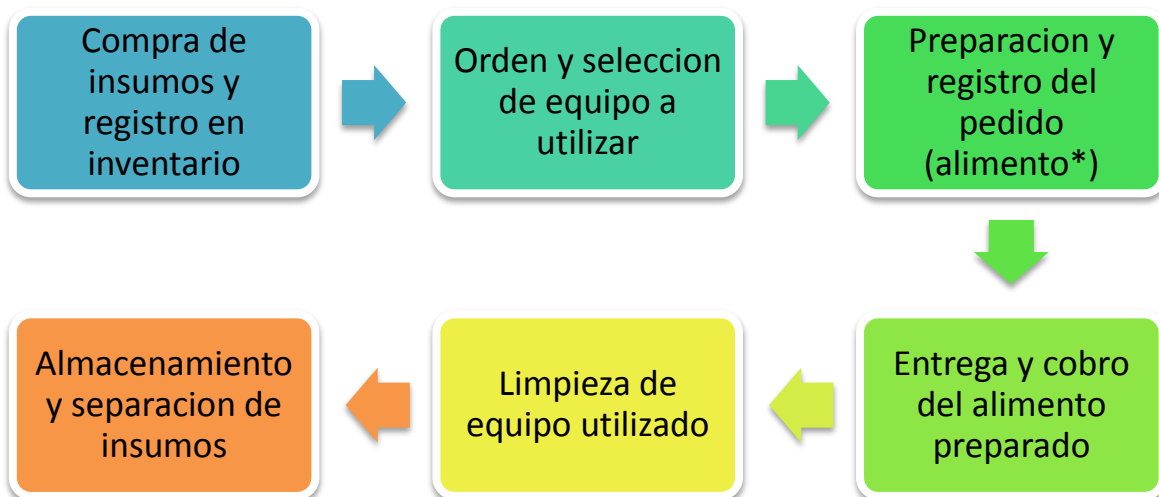 Compra de
insumos y
registro en
inventario
Orden y seleccion
de equipo a
utilizar
Preparacion y
registro del
pedido
(alimento*)
Entrega y cobro
del alimento
preparado
Limpieza de
equipo utilizado
Almacenamiento
y separacion de
insumos